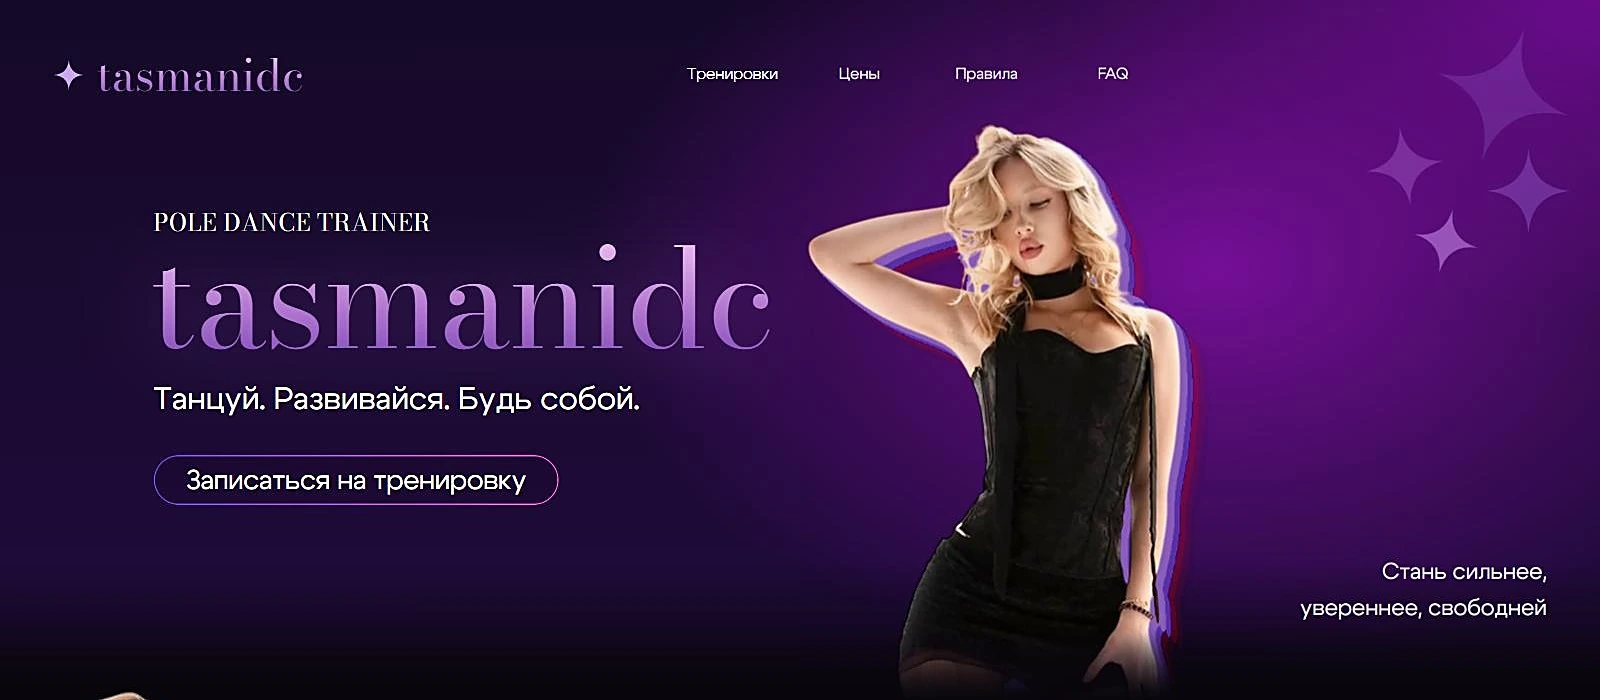 tasmanidc
Тренировки
Цены
Правила
FAQ
POLE DANCE TRAINER
tasmanidc
Танцуй. Развивайся. Будь собой.
Записаться на тренировку
Стань сильнее,
увереннее, свободней